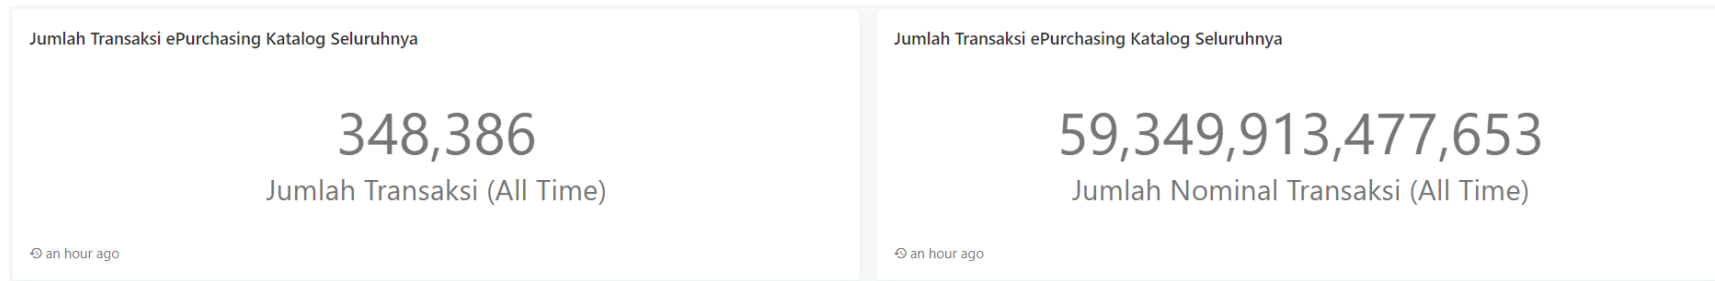 Jumlah Transaksi ePurchasing Katalog Seluruhnya
348,386
Jumlah Transaksi (All Time)
an hour ago
Jumlah Transaksi ePurchasing Katalog Seluruhnya
59,349,913,477,653
Jumlah Nominal Transaksi (All Time)
an hour ago